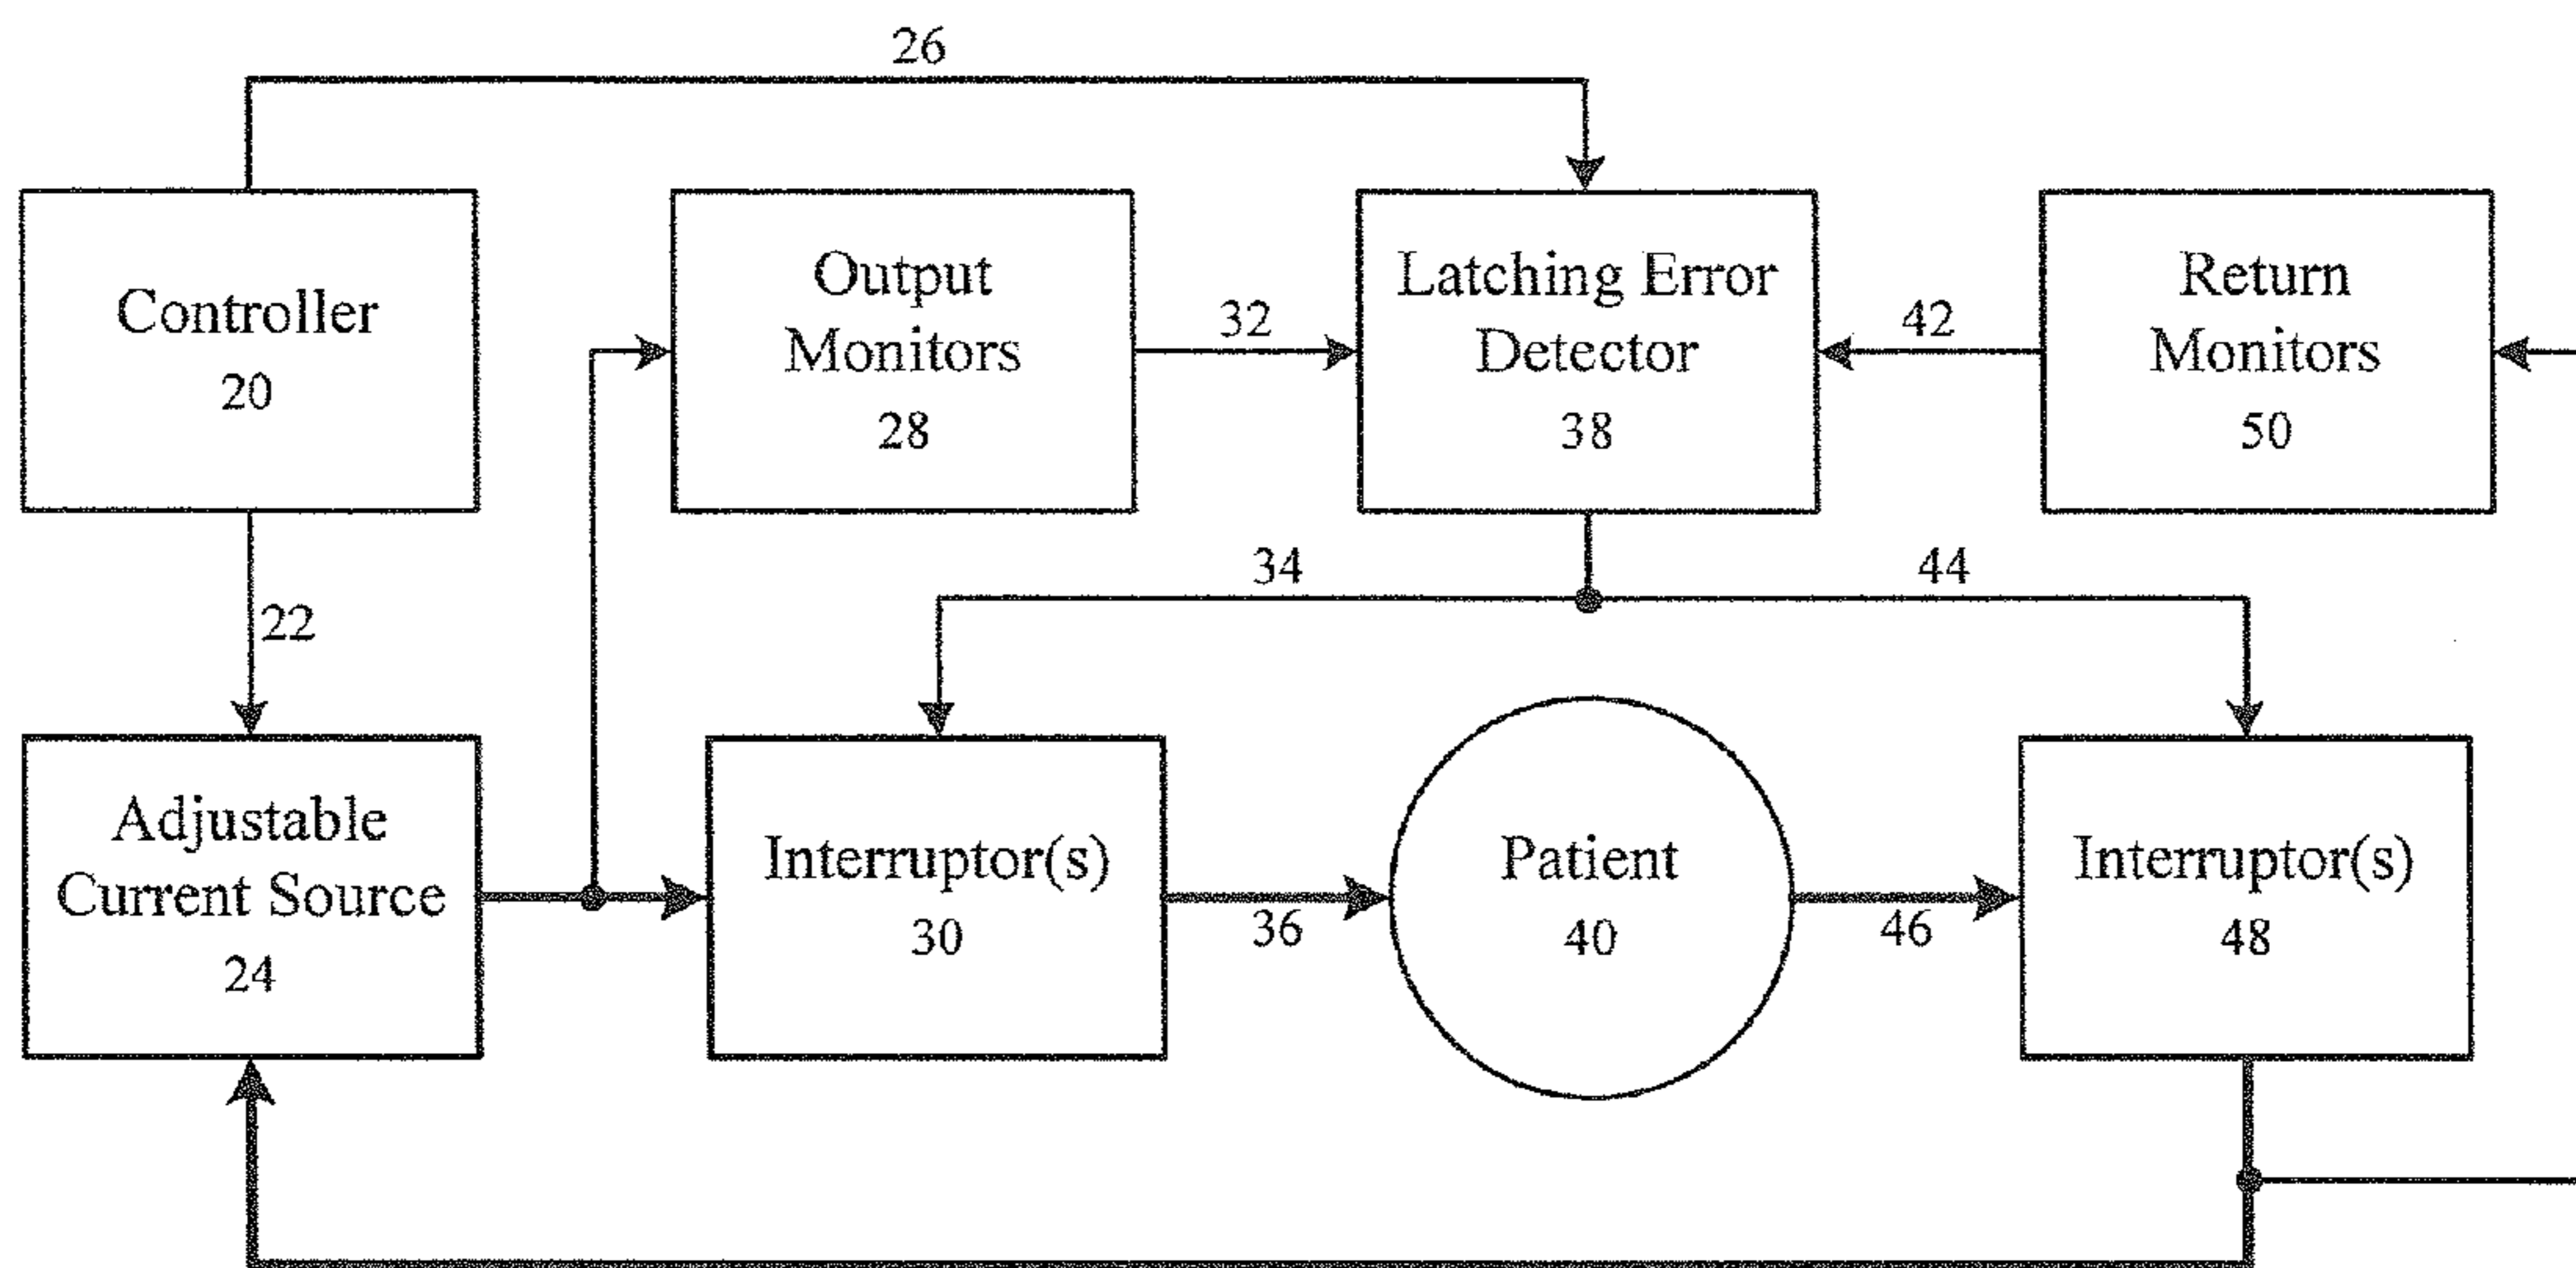 26
Controller
20
Output
Monitors
28
32
Latching Error
Detector
38
42
Return
Monitors
50
22
34
44
Adjustable
Current Source
24
Interruptor(s)
30
36
Patient
40
46
Interruptor(s)
48